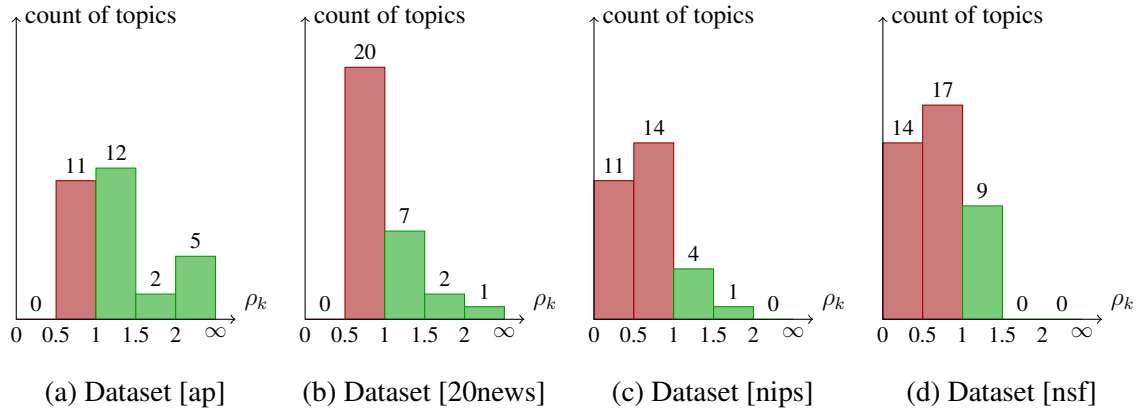 count of topics
11
12
2
5
0
ρk
0 0.5 1 1.5 2 ∞
(a) Dataset [ap]
count of topics
20
7
2
1
0
ρk
0 0.5 1 1.5 2 ∞
(b) Dataset [20news]
count of topics
11
14
4
1
0
ρk
0 0.5 1 1.5 2 ∞
(c) Dataset [nips]
count of topics
14
17
9
0
0
ρk
0 0.5 1 1.5 2 ∞
(d) Dataset [nsf]